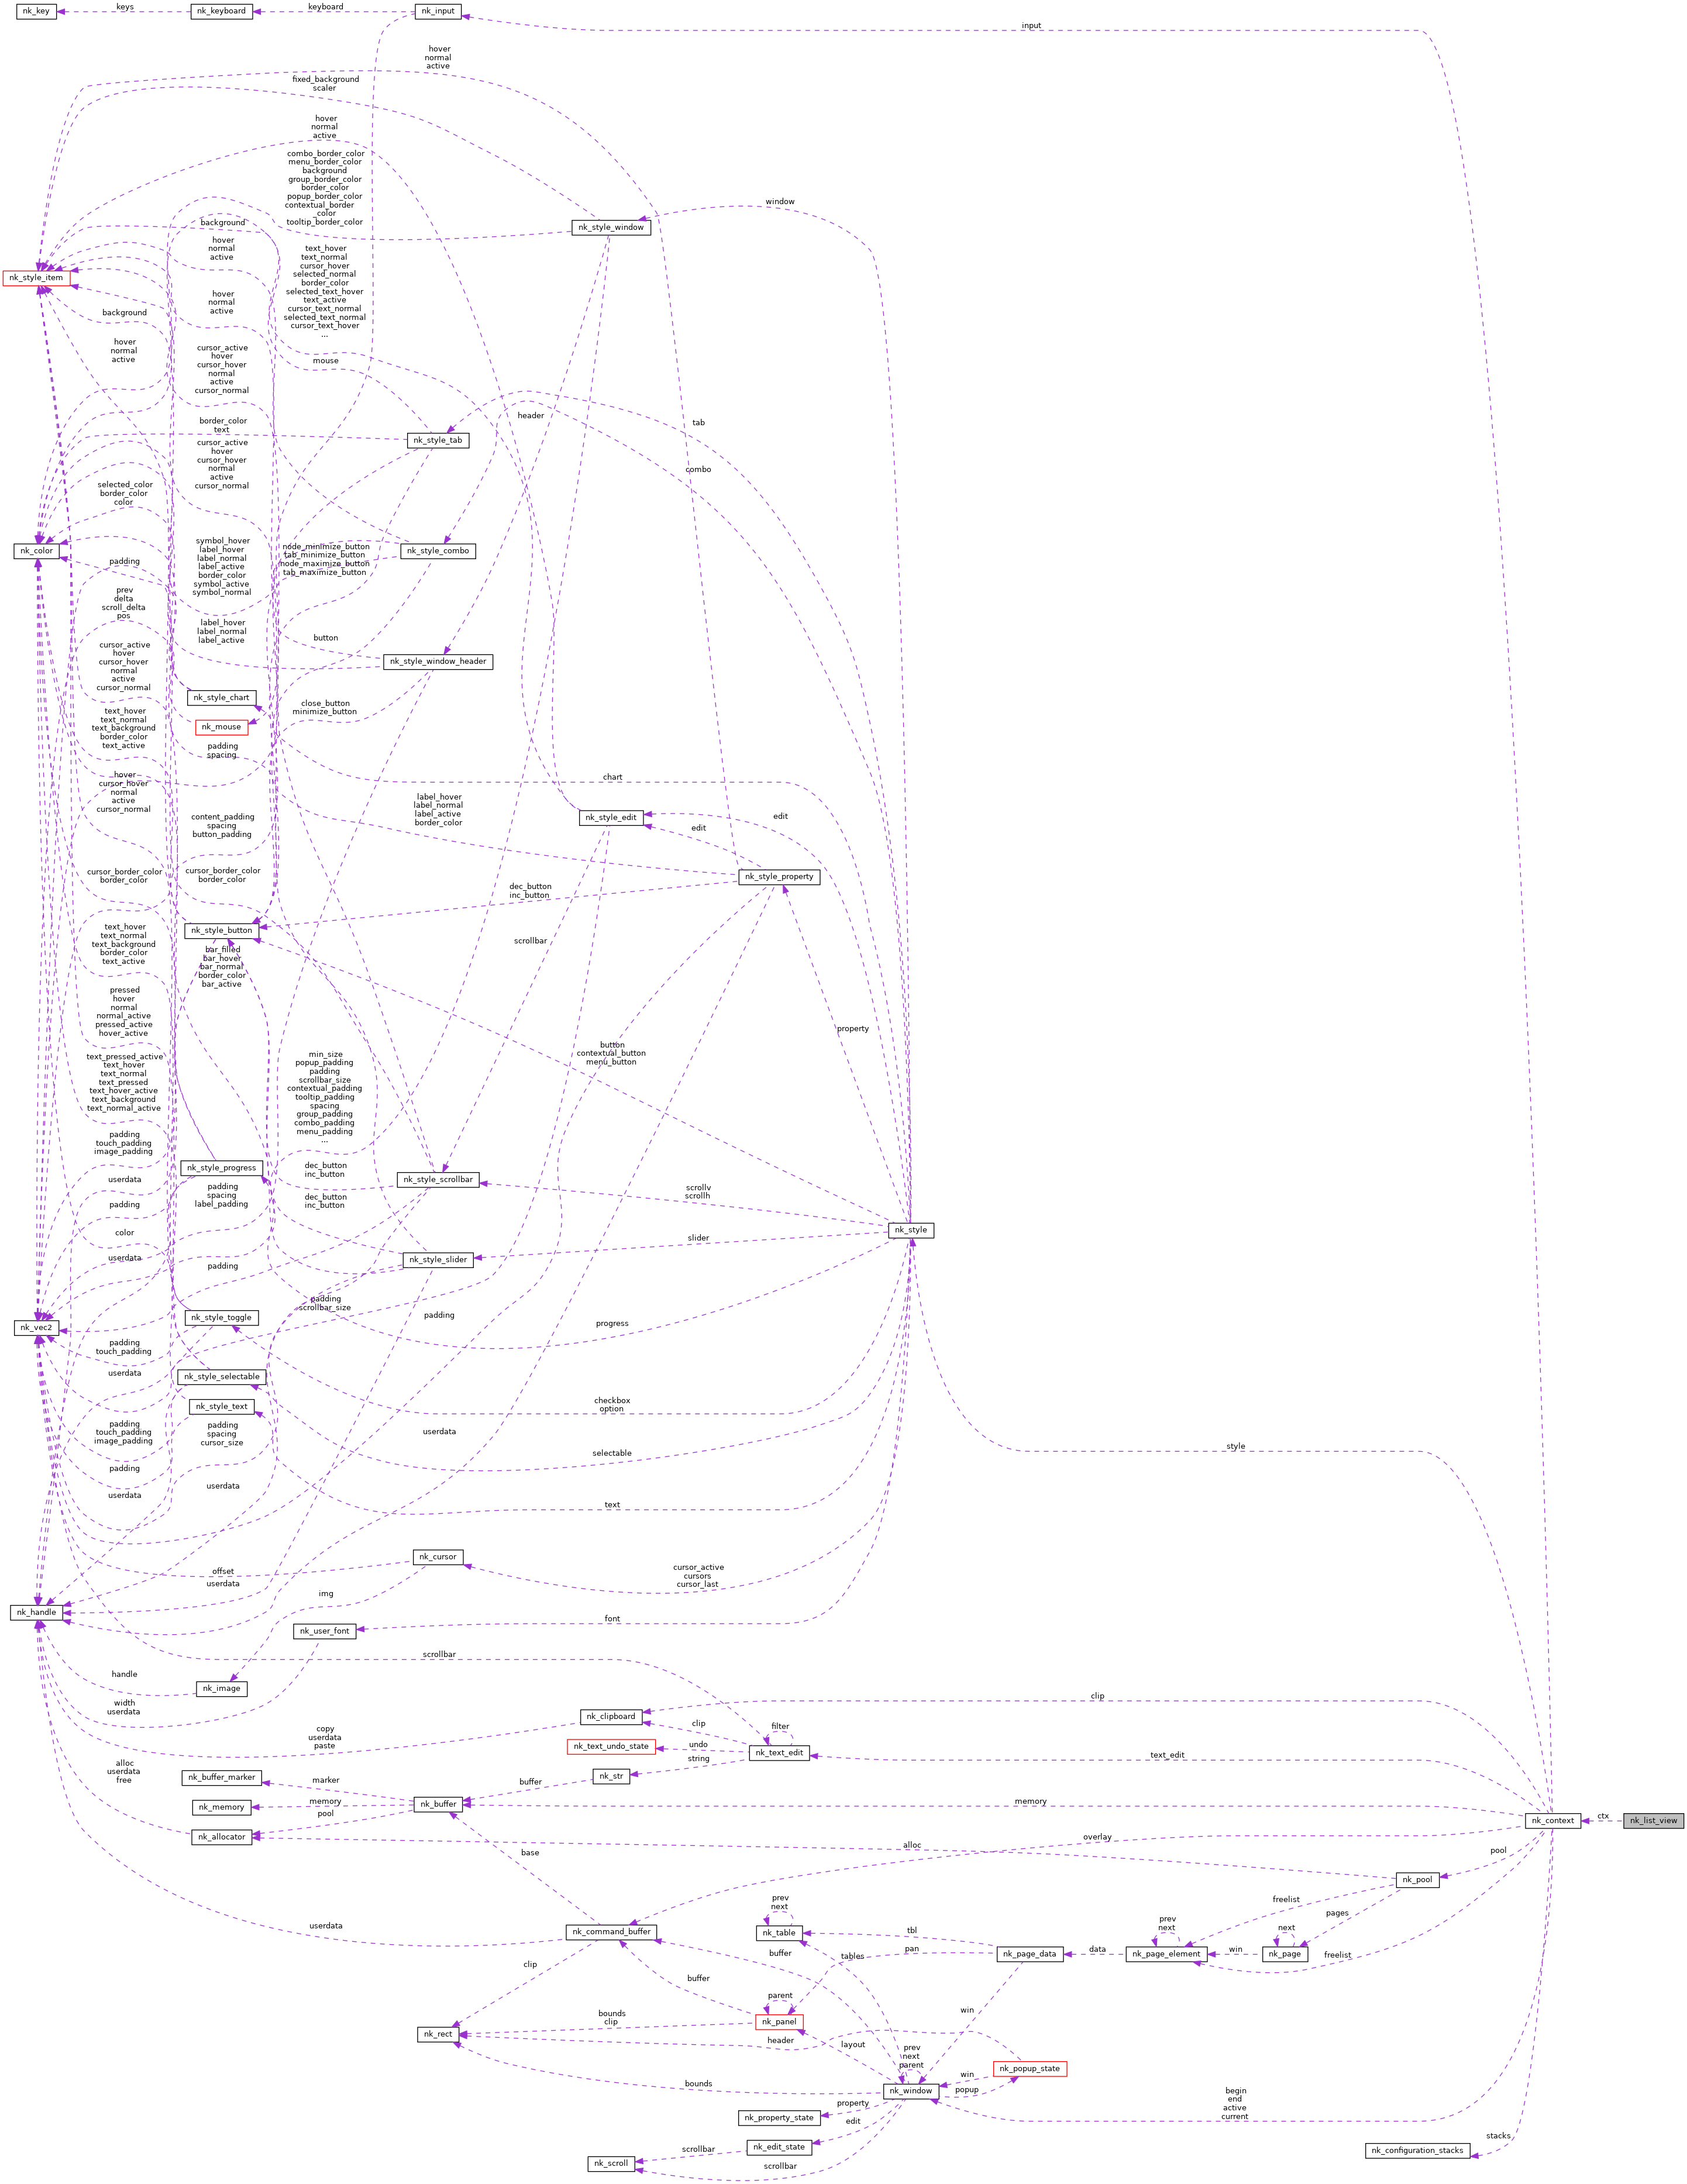 nk_key
keys
nk_keyboard
keyboard
nk_input
input
hover
normal
active
fixed_background
scaler
hover
normal
active
combo_border_color
menu_border_color
background
group_border_color
border_color
popup_border_color
contextual_border
_color
tooltip_border_color
window
nk_style_window
background
hover
normal
active
text_hover
text_normal
cursor_hover
selected_normal
border_color
selected_text_hover
text_active
cursor_text_normal
selected_text_normal
cursor_text_hover
...
nk_style_item
hover
normal
active
background
hover
normal
active
cursor_active
hover
cursor_hover
normal
active
cursor_normal
mouse
header
tab
border_color
text
nk_style_tab
cursor_active
hover
cursor_hover
normal
active
cursor_normal
combo
selected_color
border_color
color
nk_color
symbol_hover
label_hover
label_normal
label_active
border_color
symbol_active
symbol_normal
node_minimize_button
tab_minimize_button
node_maximize_button
tab_maximize_button
nk_style_combo
padding
prev
delta
scroll_delta
pos
label_hover
label_normal
label_active
button
nk_style_window_header
cursor_active
hover
cursor_hover
normal
active
cursor_normal
nk_style_chart
close_button
minimize_button
nk_mouse
text_hover
text_normal
text_background
border_color
text_active
padding
spacing
chart
hover
cursor_hover
normal
active
cursor_normal
label_hover
label_normal
label_active
border_color
content_padding
spacing
button_padding
nk_style_edit
edit
edit
cursor_border_color
border_color
cursor_border_color
border_color
nk_style_property
dec_button
inc_button
nk_style_button
text_hover
text_normal
text_background
border_color
text_active
bar_filled
bar_hover
bar_normal
border_color
bar_active
scrollbar
pressed
hover
normal
normal_active
pressed_active
hover_active
property
button
contextual_button
menu_button
text_pressed_active
text_hover
text_normal
text_pressed
text_hover_active
text_background
text_normal_active
min_size
popup_padding
padding
scrollbar_size
contextual_padding
tooltip_padding
spacing
group_padding
combo_padding
menu_padding
...
padding
touch_padding
image_padding
nk_style_progress
dec_button
inc_button
nk_style_scrollbar
scrollv
scrollh
userdata
padding
padding
spacing
label_padding
dec_button
inc_button
nk_style
color
slider
userdata
padding
nk_style_slider
padding
scrollbar_size
padding
nk_vec2
nk_style_toggle
progress
padding
touch_padding
userdata
nk_style_selectable
checkbox
option
nk_style_text
padding
touch_padding
image_padding
padding
spacing
cursor_size
userdata
style
selectable
padding
userdata
userdata
text
nk_cursor
offset
userdata
cursor_active
cursors
cursor_last
img
nk_handle
font
nk_user_font
scrollbar
handle
nk_image
width
userdata
clip
nk_clipboard
clip
filter
copy
userdata
paste
nk_text_undo_state
undo
nk_text_edit
text_edit
string
alloc
userdata
free
nk_buffer_marker
marker
buffer
nk_str
nk_memory
memory
nk_buffer
memory
pool
nk_allocator
nk_context
ctx
nk_list_view
overlay
alloc
base
pool
nk_pool
prev
next
freelist
pages
userdata
nk_command_buffer
nk_table
tbl
prev
next
next
tables
pan
buffer
nk_page_data
data
nk_page_element
win
nk_page
freelist
clip
buffer
parent
bounds
clip
nk_panel
win
nk_rect
header
layout
prev
next
parent
nk_popup_state
win
bounds
nk_window
popup
begin
end
active
current
property
nk_property_state
edit
stacks
nk_edit_state
scrollbar
nk_configuration_stacks
nk_scroll
scrollbar